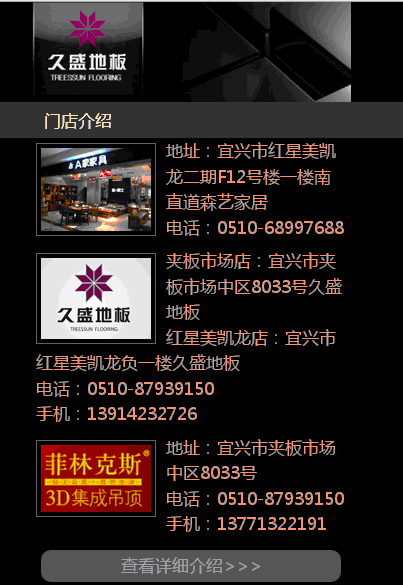 久盛地板
TREESSUN FLOORING
门店介绍
A家家具
地址：宜兴市红星美凯
龙二期F12号楼一楼南
直道森艺家居
电话：0510-68997688
久盛地板
TREESSUN FLOORING
夹板市场店：宜兴市夹
板市场中区8033号久盛
地板
红星美凯龙店：宜兴市
红星美凯龙负一楼久盛地板
电话：0510-87939150
手机：13914232726
菲林克斯®
3D集成吊顶
地址：宜兴市夹板市场
中区8033号
电话：0510-87939150
手机：13771322191
查看详细介绍>>>